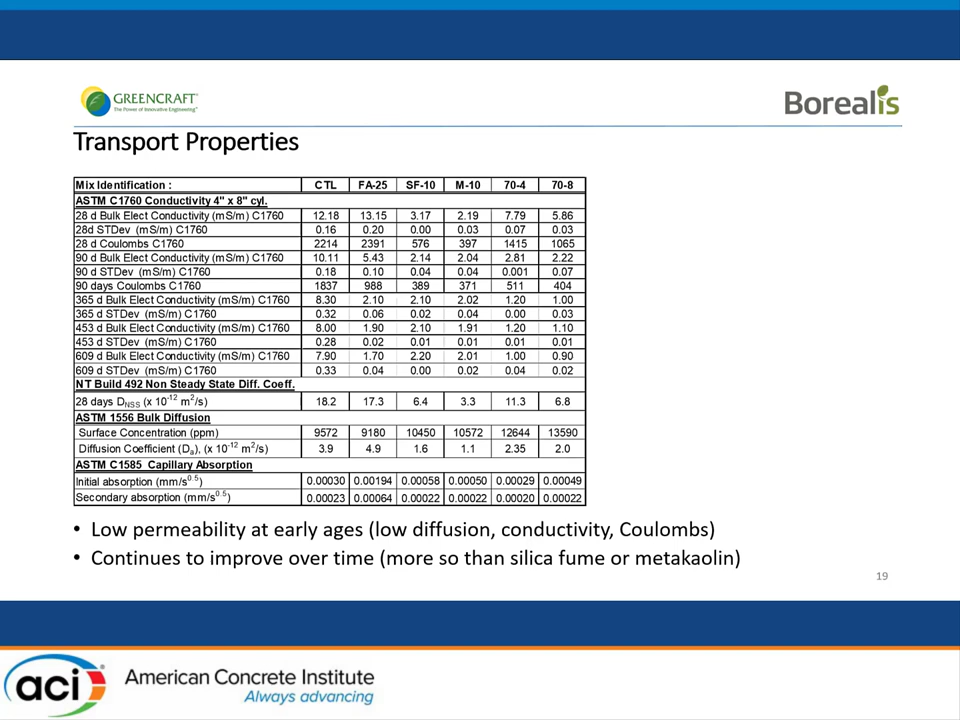 GREENCRAFT
The Power of Innovative Engineering
Borealis
Transport Properties
Mix Identification : CTL FA-25 SF-10 M-10 70-4 70-8
ASTM C1760 Conductivity 4" x 8" cyl.
28 d Bulk Elect Conductivity (mS/m) C1760 12.18 13.15 3.17 2.19 7.79 5.86
28d STDev (mS/m) C1760 0.16 0.20 0.00 0.03 0.07 0.03
28 d Coulombs C1760 2214 2391 576 397 1415 1065
90 d Bulk Elect Conductivity (mS/m) C1760 10.11 5.43 2.14 2.04 2.81 2.22
90 d STDev (mS/m) C1760 0.18 0.10 0.04 0.04 0.001 0.07
90 days Coulombs C1760 1837 988 389 371 511 404
365 d Bulk Elect Conductivity (mS/m) C1760 8.30 2.10 2.10 2.02 1.20 1.00
365 d STDev (mS/m) C1760 0.32 0.06 0.02 0.04 0.00 0.03
453 d Bulk Elect Conductivity (mS/m) C1760 8.00 1.90 2.10 1.91 1.20 1.10
453 d STDev (mS/m) C1760 0.28 0.02 0.01 0.01 0.01 0.01
609 d Bulk Elect Conductivity (mS/m) C1760 7.90 1.70 2.20 2.01 1.00 0.90
609 d STDev (mS/m) C1760 0.33 0.04 0.00 0.02 0.04 0.02
NT Build 492 Non Steady State Diff. Coeff.
28 days DNSS (x 10-12 m2/s) 18.2 17.3 6.4 3.3 11.3 6.8
ASTM 1556 Bulk Diffusion
Surface Concentration (ppm) 9572 9180 10450 10572 12644 13590
Diffusion Coefficient (Da), (x 10-12 m2/s) 3.9 4.9 1.6 1.1 2.35 2.0
ASTM C1585 Capillary Absorption
Initial absorption (mm/s0.5) 0.00030 0.00194 0.00058 0.00050 0.00029 0.00049
Secondary absorption (mm/s0.5) 0.00023 0.00064 0.00022 0.00022 0.00020 0.00022
• Low permeability at early ages (low diffusion, conductivity, Coulombs)
• Continues to improve over time (more so than silica fume or metakaolin)
19
aci American Concrete Institute
Always advancing